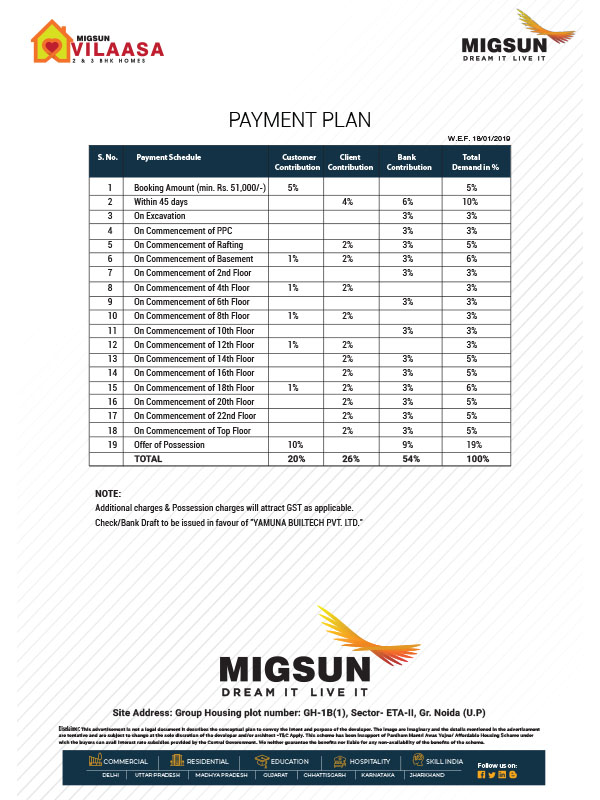 MIGSUN
VILAASA
2 & 3 BHK HOMES
MIGSUN
DREAM IT LIVE IT
PAYMENT PLAN
W.E.F. 18/01/2019
S. No. Payment Schedule Customer Contribution Client Contribution Bank Contribution Total Demand in %
1 Booking Amount (min. Rs. 51,000/-) 5% 5%
2 Within 45 days 4% 6% 10%
3 On Excavation 3% 3%
4 On Commencement of PPC 3% 3%
5 On Commencement of Rafting 2% 3% 5%
6 On Commencement of Basement 1% 2% 3% 6%
7 On Commencement of 2nd Floor 3% 3%
8 On Commencement of 4th Floor 1% 2% 3%
9 On Commencement of 6th Floor 3% 3%
10 On Commencement of 8th Floor 1% 2% 3%
11 On Commencement of 10th Floor 3% 3%
12 On Commencement of 12th Floor 1% 2% 3%
13 On Commencement of 14th Floor 2% 3% 5%
14 On Commencement of 16th Floor 2% 3% 5%
15 On Commencement of 18th Floor 1% 2% 3% 6%
16 On Commencement of 20th Floor 2% 3% 5%
17 On Commencement of 22nd Floor 2% 3% 5%
18 On Commencement of Top Floor 2% 3% 5%
19 Offer of Possession 10% 9% 19%
TOTAL 20% 26% 54% 100%
NOTE:
Additional charges & Possession charges will attract GST as applicable.
Check/Bank Draft to be issued in favour of "YAMUNA BUILTECH PVT. LTD."
MIGSUN
DREAM IT LIVE IT
Site Address: Group Housing plot number: GH-1B(1), Sector- ETA-II, Gr. Noida (U.P)
Disclaimer: This advertisement is not a legal document it describes the conceptual plan to convey the intent and purpose of the developer. The image are imaginary and the details mentioned in the advertisement
are tentative and are subject to change at the sole discretion of the developer and/or architect -T&C Apply. This scheme has been in support of Pradhan Mantri Awas Yojna/ Affordable Housing Scheme under
wich the buyers can avail interest rate subsidies provided by the Central Government. We neither guarantee the benefits nor liable for any non-availability of the benefits of the scheme.
COMMERCIAL RESIDENTIAL EDUCATION HOSPITALITY SKILL INDIA
Follow us on:
DELHI | UTTAR PRADESH | MADHYA PRADESH | GUJARAT | CHHATTISGARH | KARNATAKA | JHARKHAND